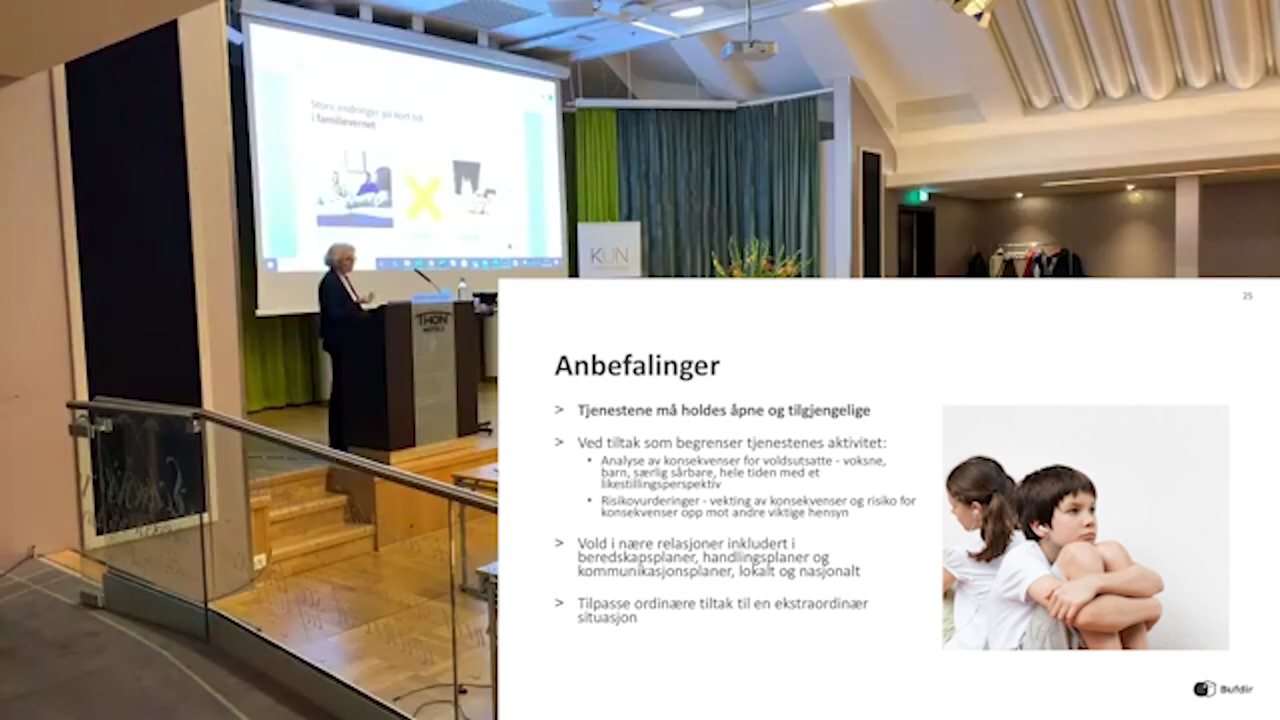 Store endringer på kort tid
i familievernet
KUN
THON
HOTELS
25
Anbefalinger
> Tjenestene må holdes åpne og tilgjengelige
> Ved tiltak som begrenser tjenestenes aktivitet:
• Analyse av konsekvenser for voldsutsatte - voksne,
barn, særlig sårbare, hele tiden med et
likestillingsperspektiv
• Risikovurderinger - vekting av konsekvenser og risiko for
konsekvenser opp mot andre viktige hensyn
> Vold i nære relasjoner inkludert i
beredskapsplaner, handlingsplaner og
kommunikasjonsplaner, lokalt og nasjonalt
> Tilpasse ordinære tiltak til en ekstraordinær
situasjon
Bufdir